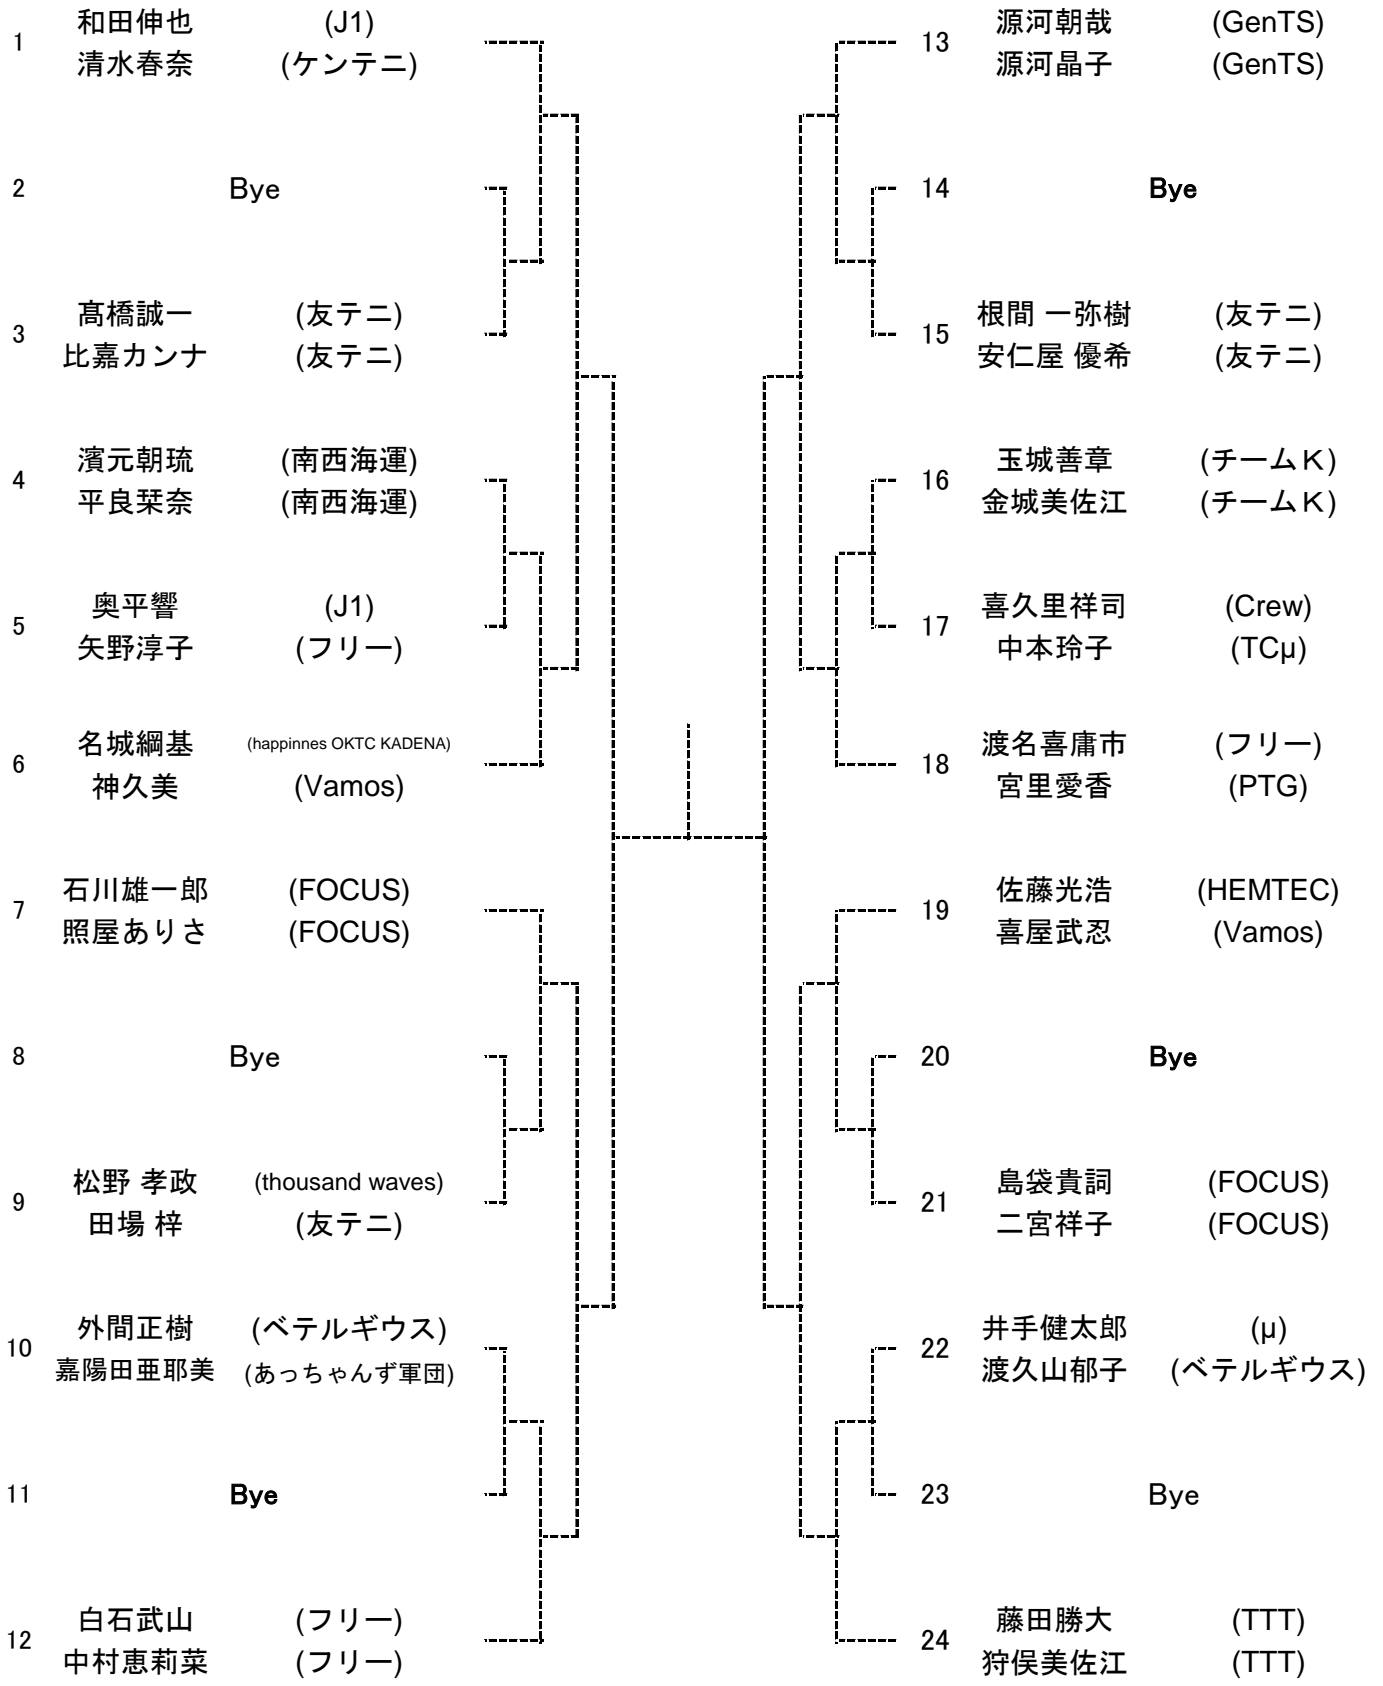 1 和田伸也 (J1)
清水春奈 (ケンテニ)
2 Bye
3 髙橋誠一 (友テニ)
比嘉カンナ (友テニ)
4 濱元朝琉 (南西海運)
平良栞奈 (南西海運)
5 奥平響 (J1)
矢野淳子 (フリー)
6 名城綱基 (happinnes OKTC KADENA)
神久美 (Vamos)
7 石川雄一郎 (FOCUS)
照屋ありさ (FOCUS)
8 Bye
9 松野 孝政 (thousand waves)
田場 梓 (友テニ)
10 外間正樹 (ベテルギウス)
嘉陽田亜耶美 (あっちゃんず軍団)
11 Bye
12 白石武山 (フリー)
中村恵莉菜 (フリー)
13 源河朝哉 (GenTS)
源河晶子 (GenTS)
14 Bye
15 根間 一弥樹 (友テニ)
安仁屋 優希 (友テニ)
16 玉城善章 (チームＫ)
金城美佐江 (チームＫ)
17 喜久里祥司 (Crew)
中本玲子 (TCμ)
18 渡名喜庸市 (フリー)
宮里愛香 (PTG)
19 佐藤光浩 (HEMTEC)
喜屋武忍 (Vamos)
20 Bye
21 島袋貴詞 (FOCUS)
二宮祥子 (FOCUS)
22 井手健太郎 (μ)
渡久山郁子 (ベテルギウス)
23 Bye
24 藤田勝大 (TTT)
狩俣美佐江 (TTT)